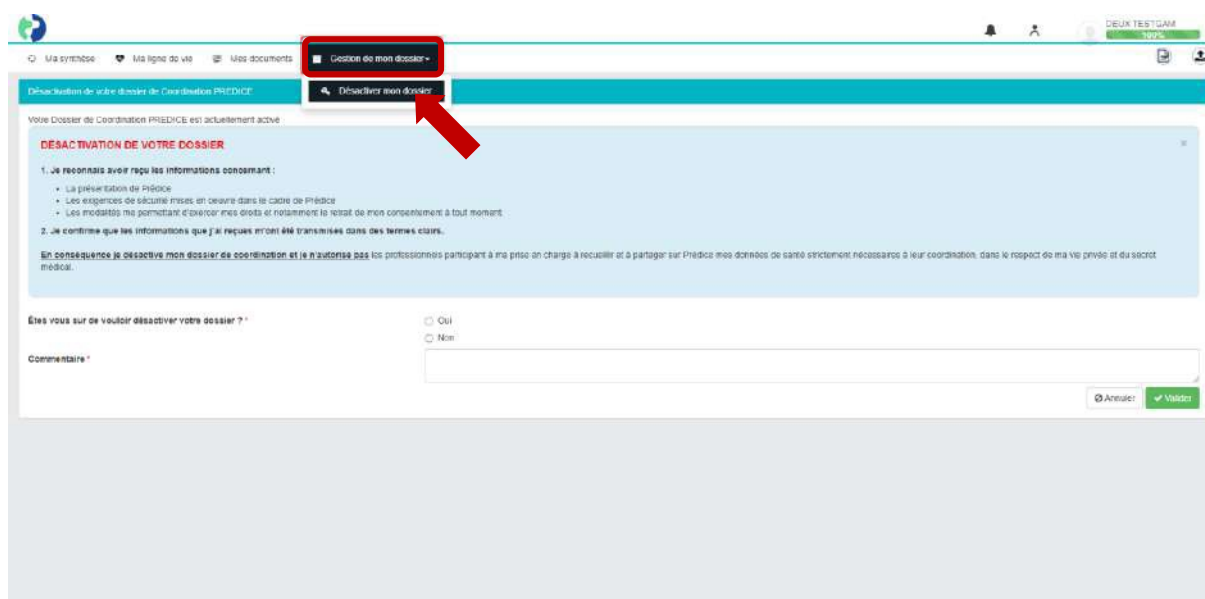 DEUX TESTGAM
100%
Ma synthèse
Ma ligne de vie
Mes documents
Gestion de mon dossier
Désactiver mon dossier
Désactivation de votre dossier de Coordination PREDICE
Votre Dossier de Coordination PREDICE est actuellement activé
DESACTIVATION DE VOTRE DOSSIER
×
1. Je reconnais avoir reçu les informations concernant :
• La présentation de Prédice
• Les exigences de sécurité mises en oeuvre dans le cadre de Prédice
• Les modalités me permettant d'exercer mes droits et notamment le retrait de mon consentement à tout moment
2. Je confirme que les informations que j'ai reçues m'ont été transmises dans des termes clairs.
En conséquence je désactive mon dossier de coordination et je n'autorise pas les professionnels participant à ma prise en charge à recueillir et à partager sur Prédice mes données de santé strictement nécessaires à leur coordination, dans le respect de ma vie privée et du secret
médical.
Êtes vous sur de vouloir désactiver votre dossier ? *
Oui
Non
Commentaire *
Annuler
Valider